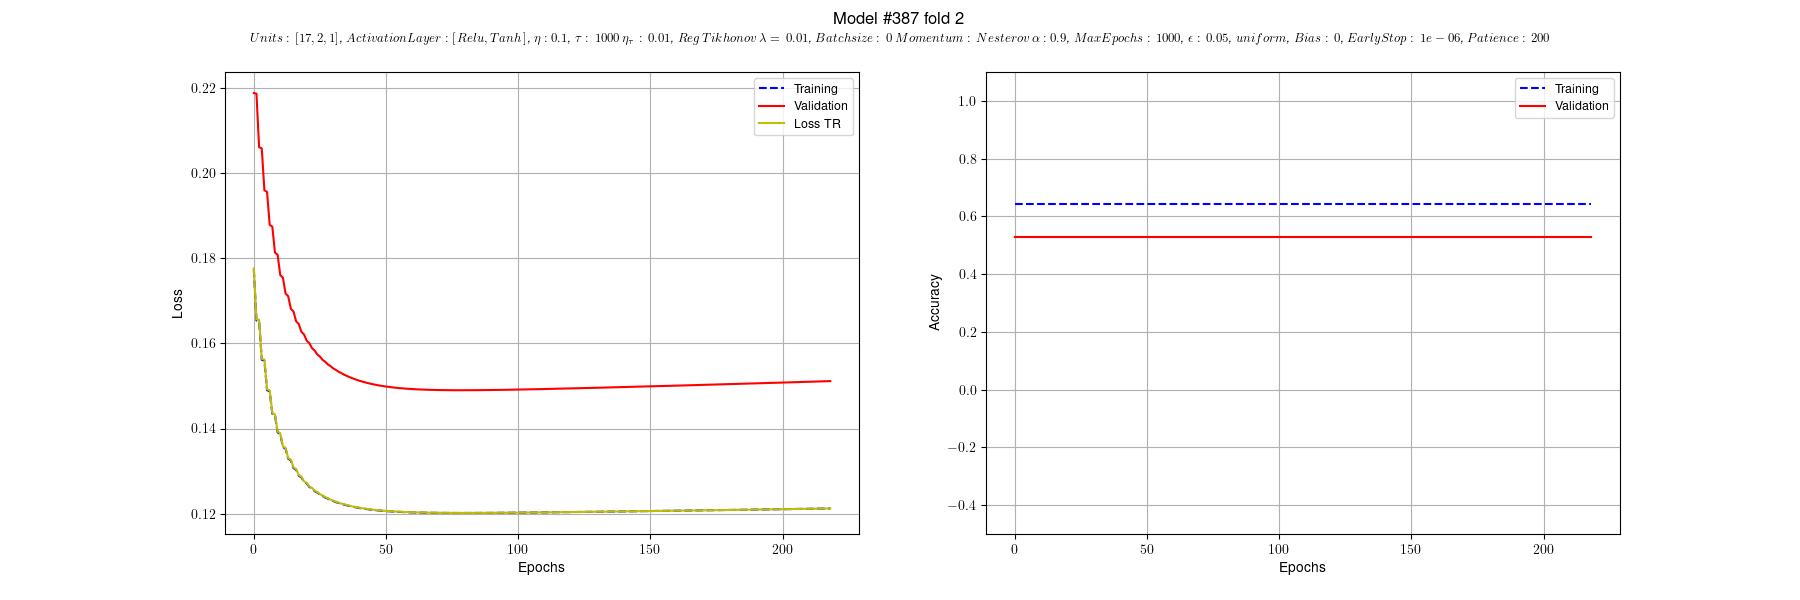 Model #387 fold 2
Units : [17, 2, 1], ActivationLayer : [Relu, Tanh], η : 0.1, τ : 1000 ητ : 0.01, Reg Tikhonov λ = 0.01, Batchsize : 0 Momentum : Nesterov α : 0.9, MaxEpochs : 1000, ϵ : 0.05, uniform, Bias : 0, EarlyStop : 1e − 06, Patience : 200
0.22
0.20
0.18
0.16
0.14
0.12
Loss
Training
Validation
Loss TR
0 50 100 150 200
Epochs
1.0
0.8
0.6
0.4
0.2
0.0
−0.2
−0.4
Accuracy
Training
Validation
0 50 100 150 200
Epochs